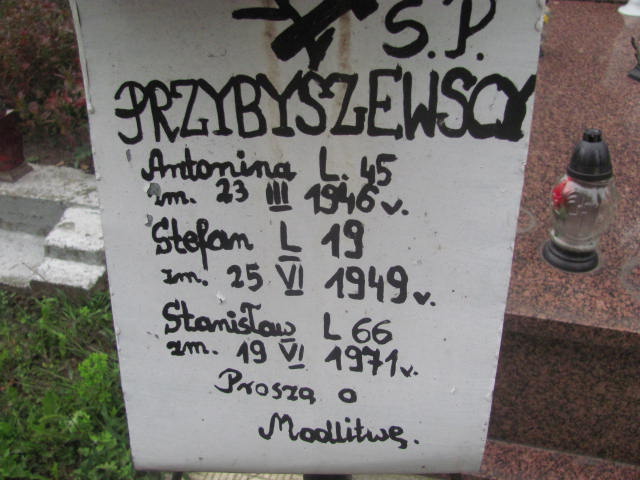 S.P.
PRZYBYSZEWSCY
Antonina L. 45
zm. 23 III 1946 r.
Stefan L 19
zm. 25 VI 1949 r.
Stanisław L 66
zm. 19 VI 1971 r.
Proszą o
Modlitwę.